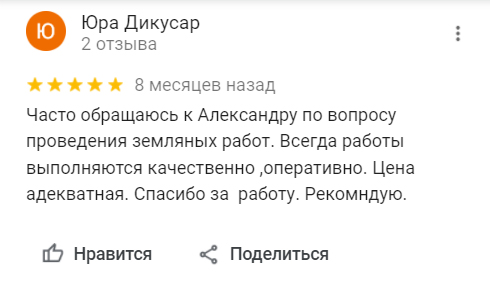 Ю
Юра Дикусар
2 отзыва
8 месяцев назад
Часто обращаюсь к Александру по вопросу
проведения земляных работ. Всегда работы
выполняются качественно ,оперативно. Цена
адекватная. Спасибо за  работу. Рекомндую.
Нравится
Поделиться